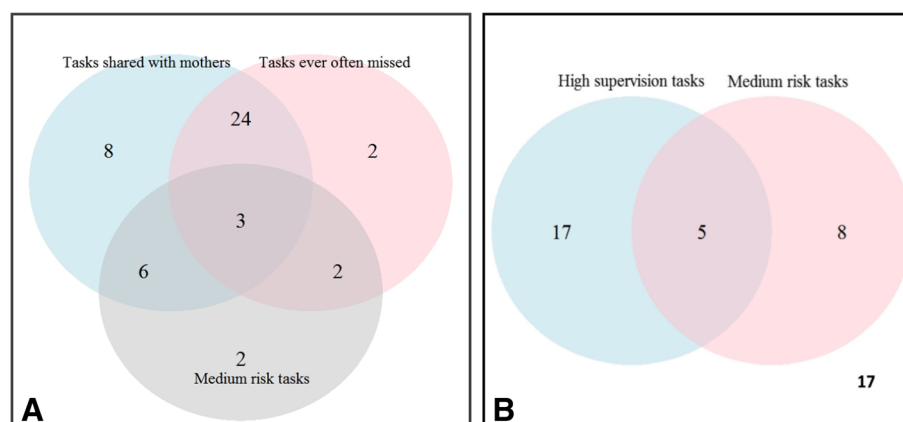 Tasks shared with mothers Tasks ever often missed
24
8 2
3
6 2
2
Medium risk tasks
A
High supervision tasks Medium risk tasks
17 5 8
17
B